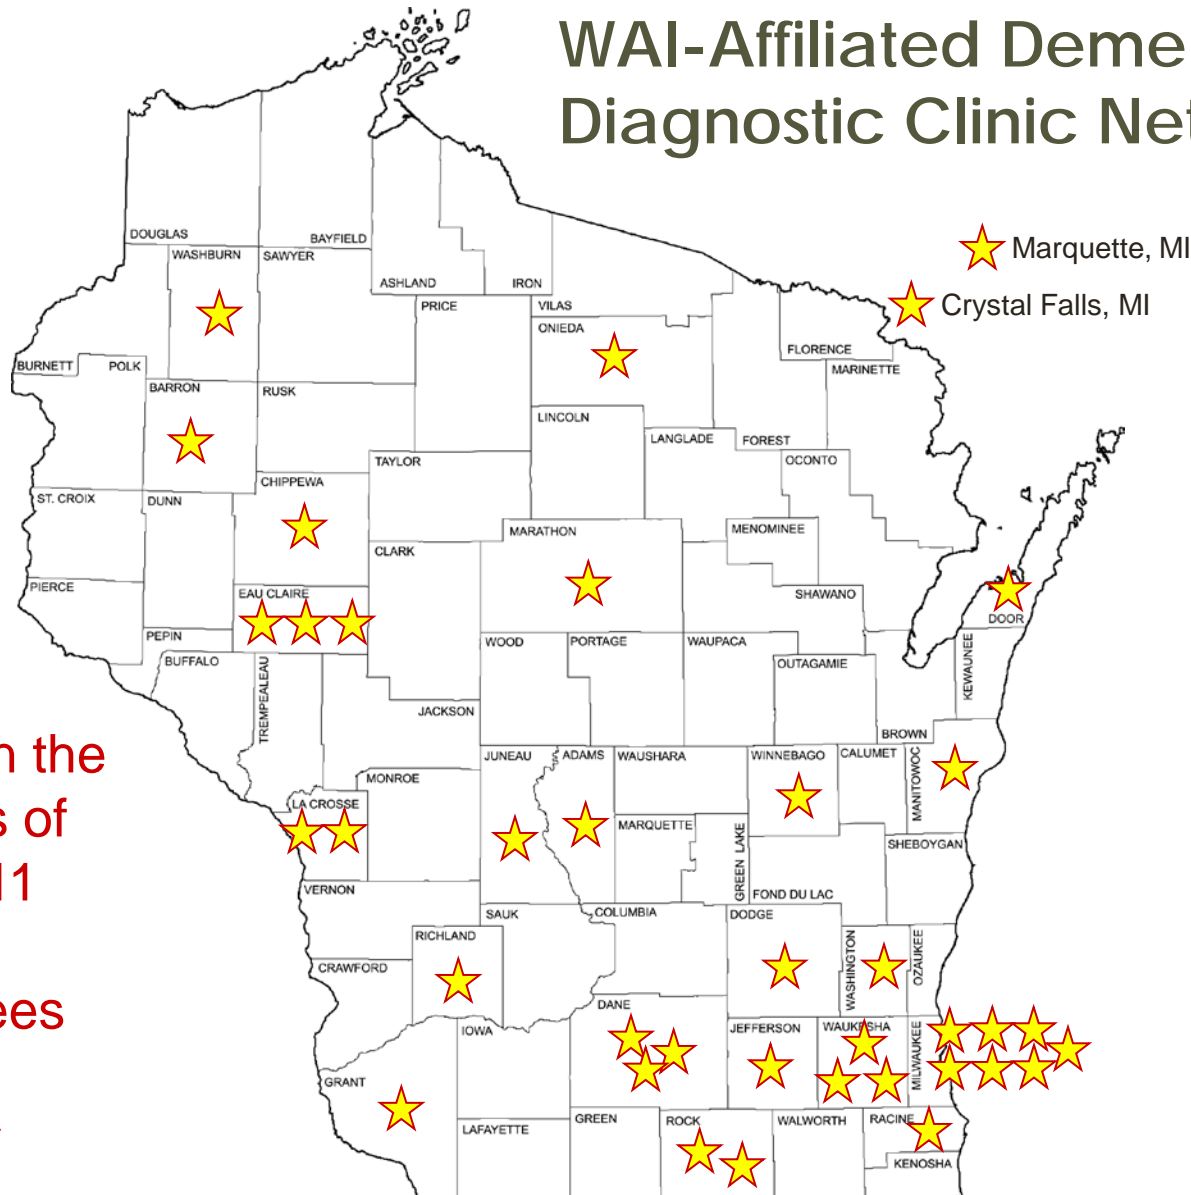 WAI-Affiliated Deme
Diagnostic Clinic Net
Marquette, MI
Crystal Falls, MI
DOUGLAS
BAYFIELD
WASHBURN
SAWYER
ASHLAND
IRON
PRICE
VILAS
ONIEDA
FLORENCE
MARINETTE
BURNETT
POLK
BARRON
RUSK
LINCOLN
LANGLADE
FOREST
TAYLOR
OCONTO
CHIPPEWA
ST. CROIX
DUNN
MARATHON
MENOMINEE
CLARK
PIERCE
EAU CLAIRE
SHAWANO
DOOR
PEPIN
WOOD
PORTAGE
WAUPACA
BUFFALO
OUTAGAMIE
KEWAUNEE
TREMPEALEAU
JACKSON
BROWN
n the
JUNEAU
ADAMS
WAUSHARA
WINNEBAGO
CALUMET
MANITOWOC
MONROE
LA CROSSE
s of
MARQUETTE
GREEN LAKE
SHEBOYGAN
11
VERNON
FOND DU LAC
SAUK
COLUMBIA
DODGE
RICHLAND
WASHINGTON
OZAUKEE
CRAWFORD
ees
DANE
IOWA
JEFFERSON
WAUKESHA
MILWAUKEE
GRANT
LAFAYETTE
GREEN
ROCK
WALWORTH
RACINE
KENOSHA